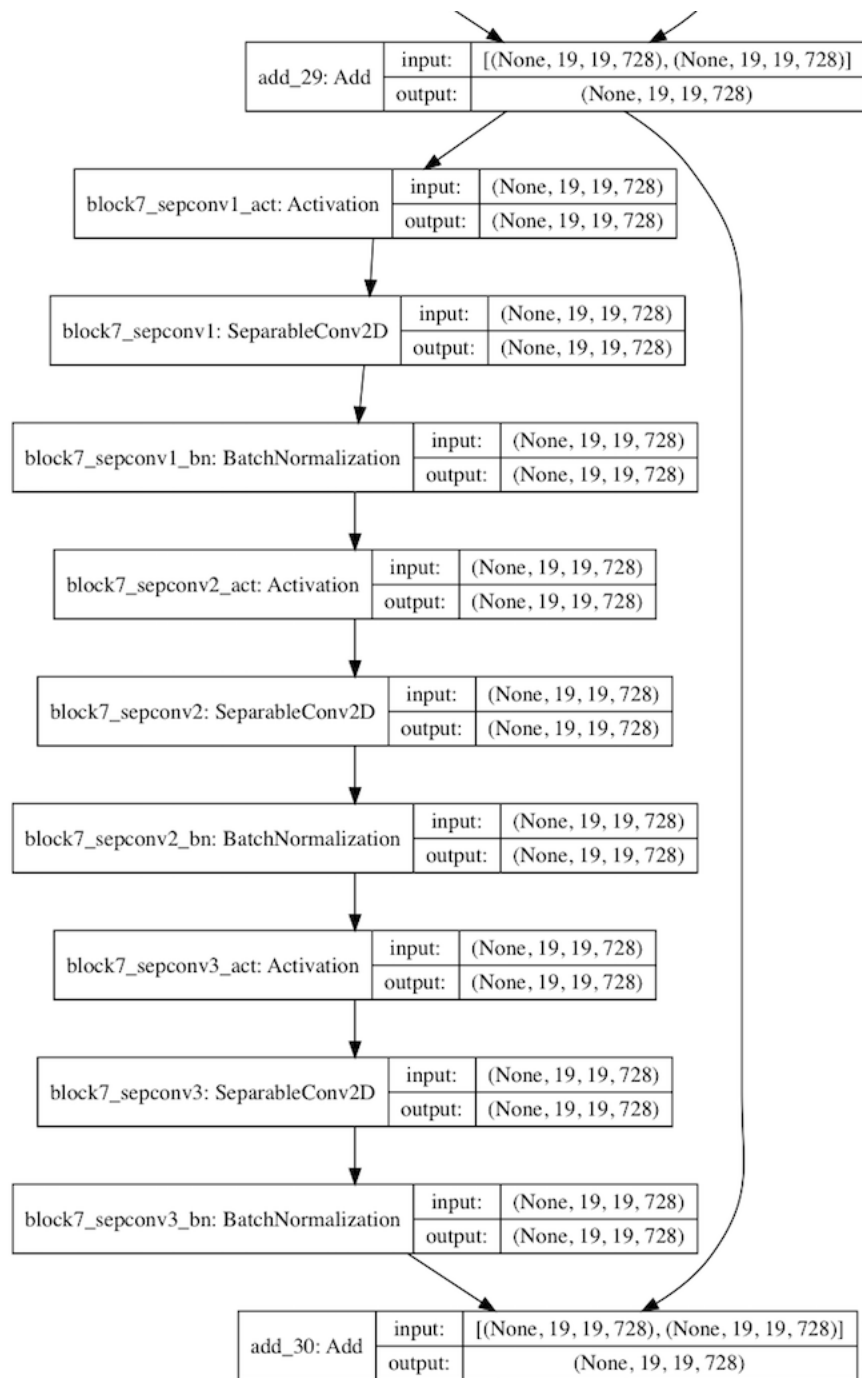 add_29: Add
input: [(None, 19, 19, 728), (None, 19, 19, 728)]
output: (None, 19, 19, 728)
block7_sepconv1_act: Activation
input: (None, 19, 19, 728)
output: (None, 19, 19, 728)
block7_sepconv1: SeparableConv2D
input: (None, 19, 19, 728)
output: (None, 19, 19, 728)
block7_sepconv1_bn: BatchNormalization
input: (None, 19, 19, 728)
output: (None, 19, 19, 728)
block7_sepconv2_act: Activation
input: (None, 19, 19, 728)
output: (None, 19, 19, 728)
block7_sepconv2: SeparableConv2D
input: (None, 19, 19, 728)
output: (None, 19, 19, 728)
block7_sepconv2_bn: BatchNormalization
input: (None, 19, 19, 728)
output: (None, 19, 19, 728)
block7_sepconv3_act: Activation
input: (None, 19, 19, 728)
output: (None, 19, 19, 728)
block7_sepconv3: SeparableConv2D
input: (None, 19, 19, 728)
output: (None, 19, 19, 728)
block7_sepconv3_bn: BatchNormalization
input: (None, 19, 19, 728)
output: (None, 19, 19, 728)
add_30: Add
input: [(None, 19, 19, 728), (None, 19, 19, 728)]
output: (None, 19, 19, 728)